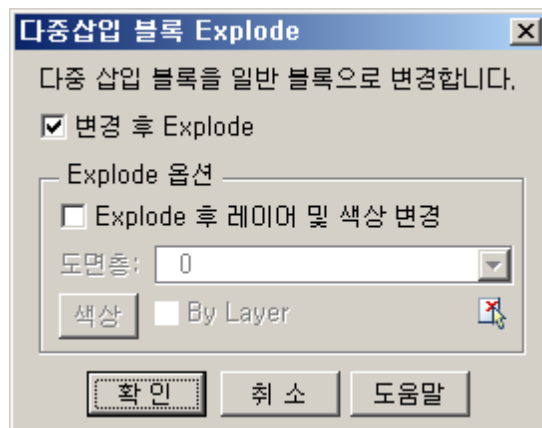 다중삽입 블록 Explode
다중 삽입 블록을 일반 블록으로 변경합니다.
변경 후 Explode
Explode 옵션
Explode 후 레이어 및 색상 변경
도면층: 0
색상 By Layer
확인 취소 도움말